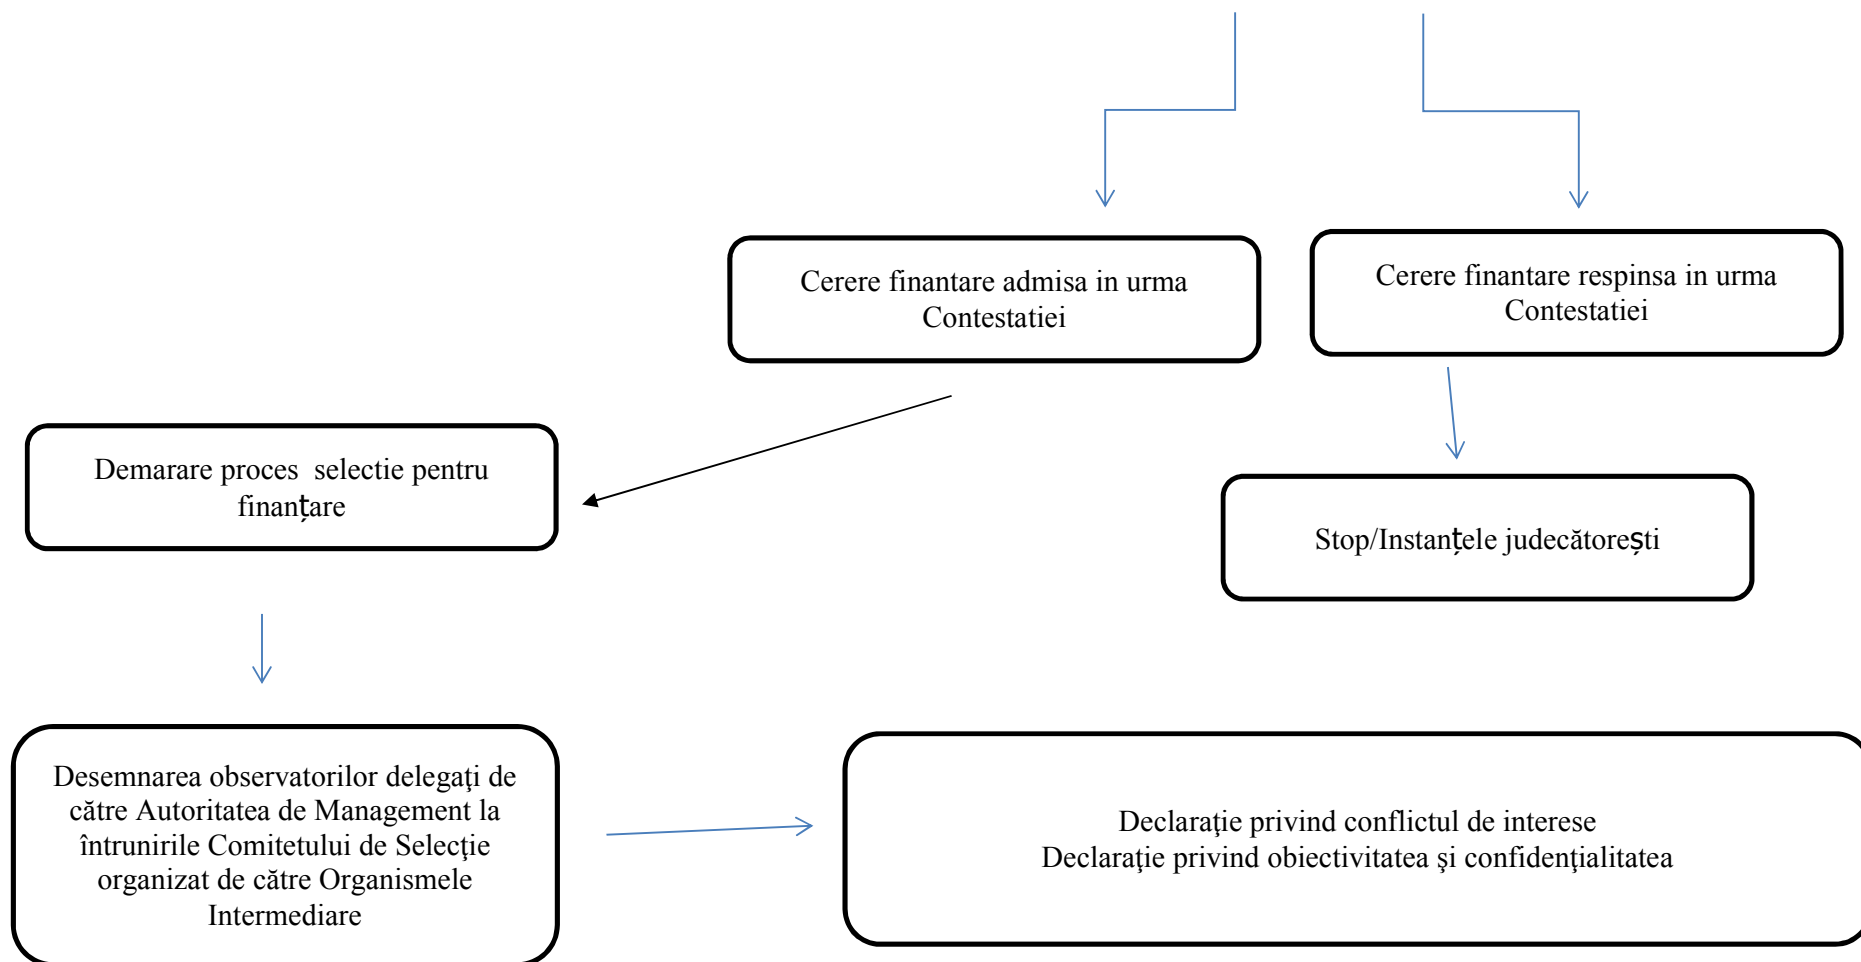 Cerere finantare admisa in urma
Contestatiei
Cerere finantare respinsa in urma
Contestatiei
Demarare proces  selectie pentru
finanțare
Stop/Instanțele judecătorești
Desemnarea observatorilor delegaţi de
către Autoritatea de Management la
întrunirile Comitetului de Selecţie
organizat de către Organismele
Intermediare
Declaraţie privind conflictul de interese
Declaraţie privind obiectivitatea şi confidenţialitatea